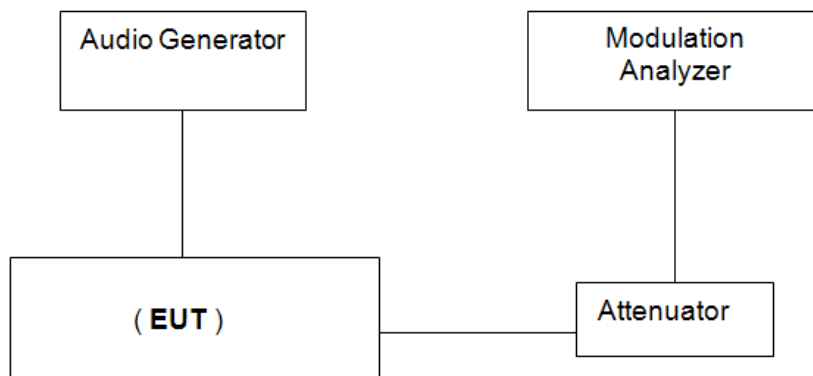 Audio Generator
Modulation
Analyzer
( EUT )
Attenuator